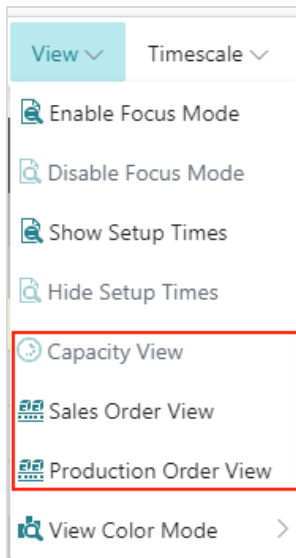 View
Timescale
Enable Focus Mode
Disable Focus Mode
Show Setup Times
Hide Setup Times
Capacity View
Sales Order View
Production Order View
View Color Mode